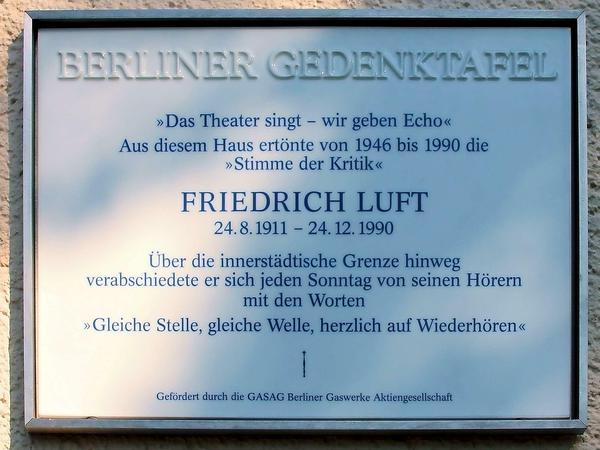 BERLINER GEDENKTAFEL
»Das Theater singt – wir geben Echo«
Aus diesem Haus ertönte von 1946 bis 1990 die
»Stimme der Kritik«
FRIEDRICH LUFT
24. 8. 1911 – 24. 12. 1990
Über die innerstädtische Grenze hinweg
verabschiedete er sich jeden Sonntag von seinen Hörern
mit den Worten
»Gleiche Stelle, gleiche Welle, herzlich auf Wiederhören«
Gefördert durch die GASAG Berliner Gaswerke Aktiengesellschaft